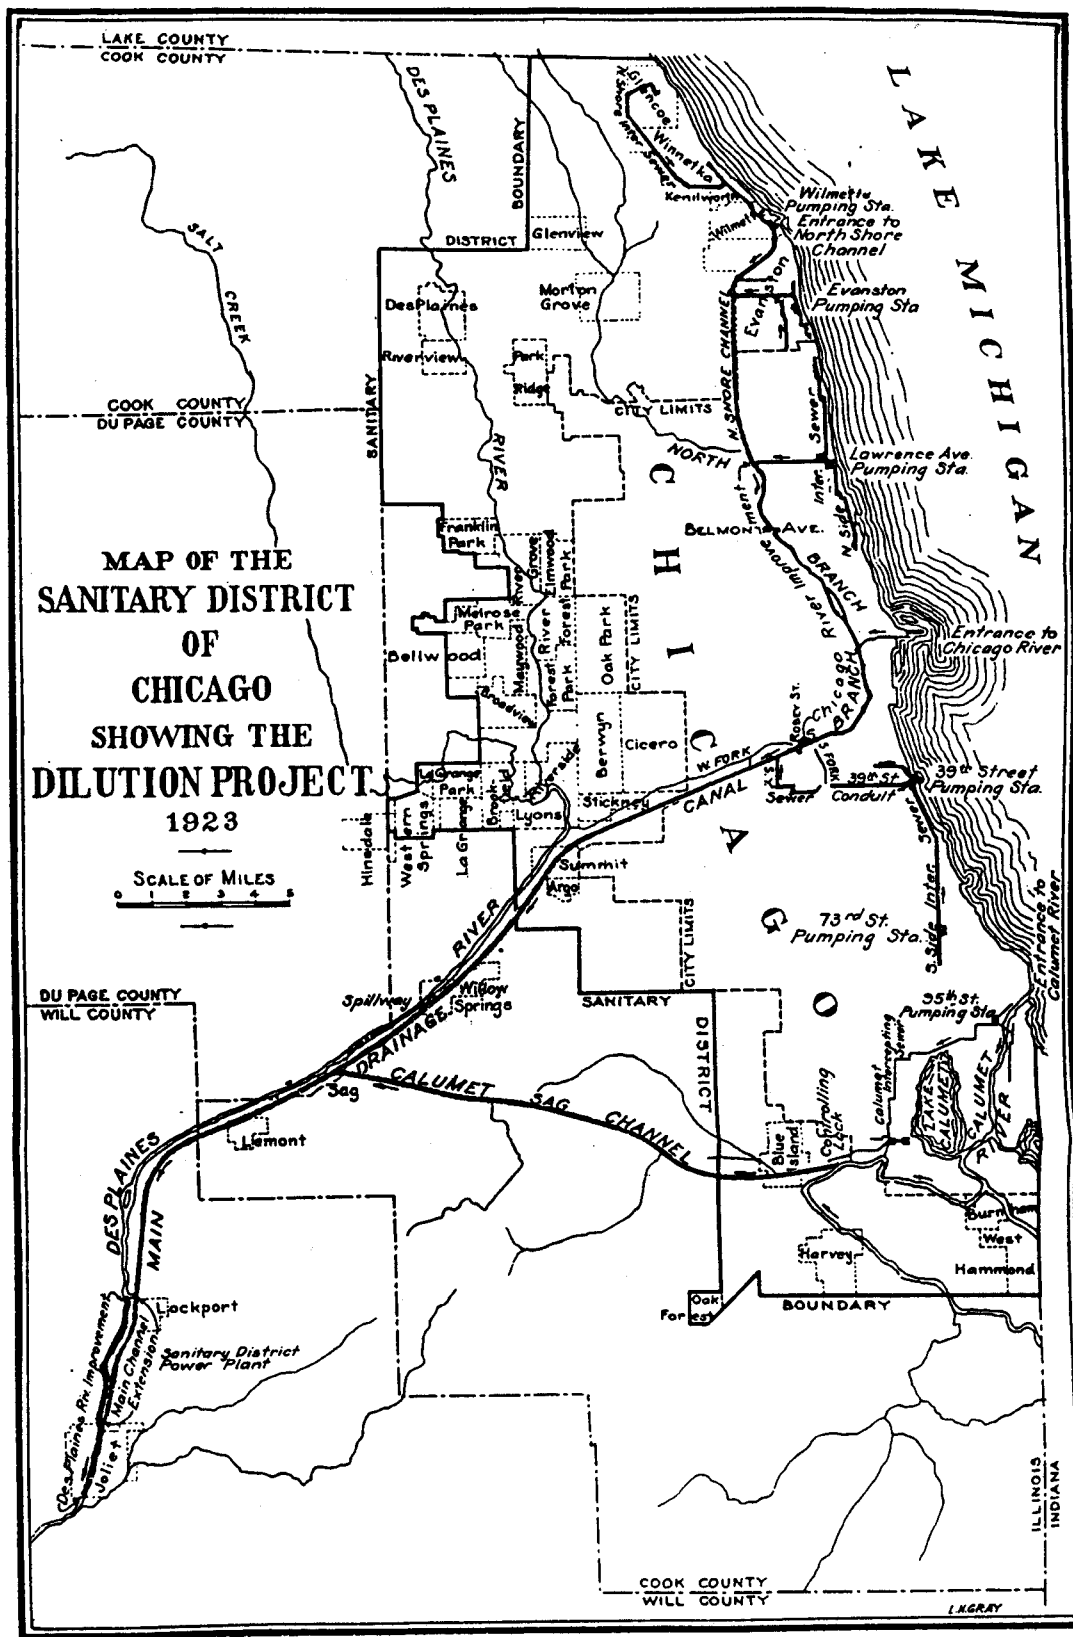 LAKE COUNTY
COOK COUNTY
LAKE MICHIGAN
DES PLAINES
RIVER
SALT
CREEK
BOUNDARY
DISTRICT
SANITARY
N. Shore
Inter. Sewer
Glencoe
Winnetka
Kenilworth
Wilmette
Wilmette
Pumping Sta.
Entrance to
North Shore
Channel
Glenview
Morton
Grove
Des Plaines
Riverview
Park
Ridge
Evanston
Evanston
Pumping Sta
N. SHORE CHANNEL
COOK COUNTY
DU PAGE COUNTY
CITY LIMITS
NORTH
BRANCH
Sewer
Inter.
N. Side
Lawrence Ave.
Pumping Sta.
BELMONT AVE.
River Improvement
CHICAGO
Franklin
Park
River
Grove
Elmwood
Park
Melrose
Park
Bellwood
Maywood
River
Forest
Forest
Park
Forest
Park
Oak Park
CITY LIMITS
Broadview
Berwyn
Cicero
MAP OF THE
SANITARY DISTRICT
OF
CHICAGO
SHOWING THE
DILUTION PROJECT
1923
SCALE OF MILES
0 1 2 3 4 5
Entrance to
Chicago River
Chicago
BRANCH
Robey St.
W. FORK
S. FORK
Sewer
39th St.
Conduit
39th Street
Pumping Sta.
CANAL
La Grange
Park
Brook
field
Riverside
Stickney
Lyons
Hinsdale
Western
Springs
La Grange
Summit
Argo
Sewer
S. Side Inter.
73rd St.
Pumping Sta.
CITY LIMITS
Entrance to
Calumet River
RIVER
Spillway
Willow
Springs
DRAINAGE
SANITARY
DISTRICT
DU PAGE COUNTY
WILL COUNTY
95th St.
Pumping Sta
Calumet
Intercepting
Sewer
LAKE
CALUMET
CALUMET
RIVER
Sag
CALUMET SAG CHANNEL
Blue
Island
Controlling
Lock
Lemont
DES PLAINES
MAIN
Burnham
West
Hammond
Harvey
Oak
Forest
BOUNDARY
Lockport
Des Plaines Riv. Improvement
Main Channel
Extension
Sanitary District
Power Plant
Joliet
ILLINOIS
INDIANA
COOK COUNTY
WILL COUNTY
L.H.GRAY